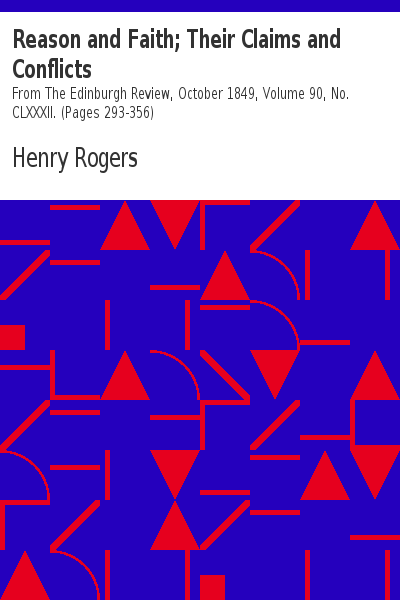 Reason and Faith; Their Claims and
Conflicts
From The Edinburgh Review, October 1849, Volume 90, No.
CLXXXII. (Pages 293-356)
Henry Rogers